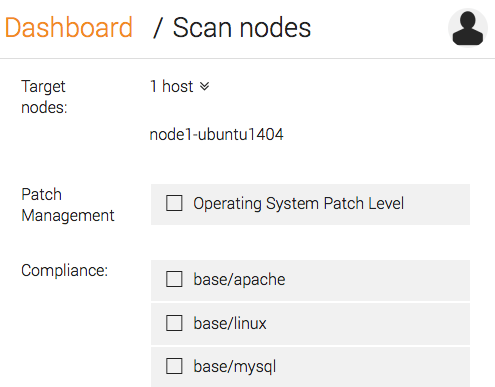 Dashboard / Scan nodes
Target 1 host
nodes:
node1-ubuntu1404
Patch
Management
Operating System Patch Level
Compliance:
base/apache
base/linux
base/mysql